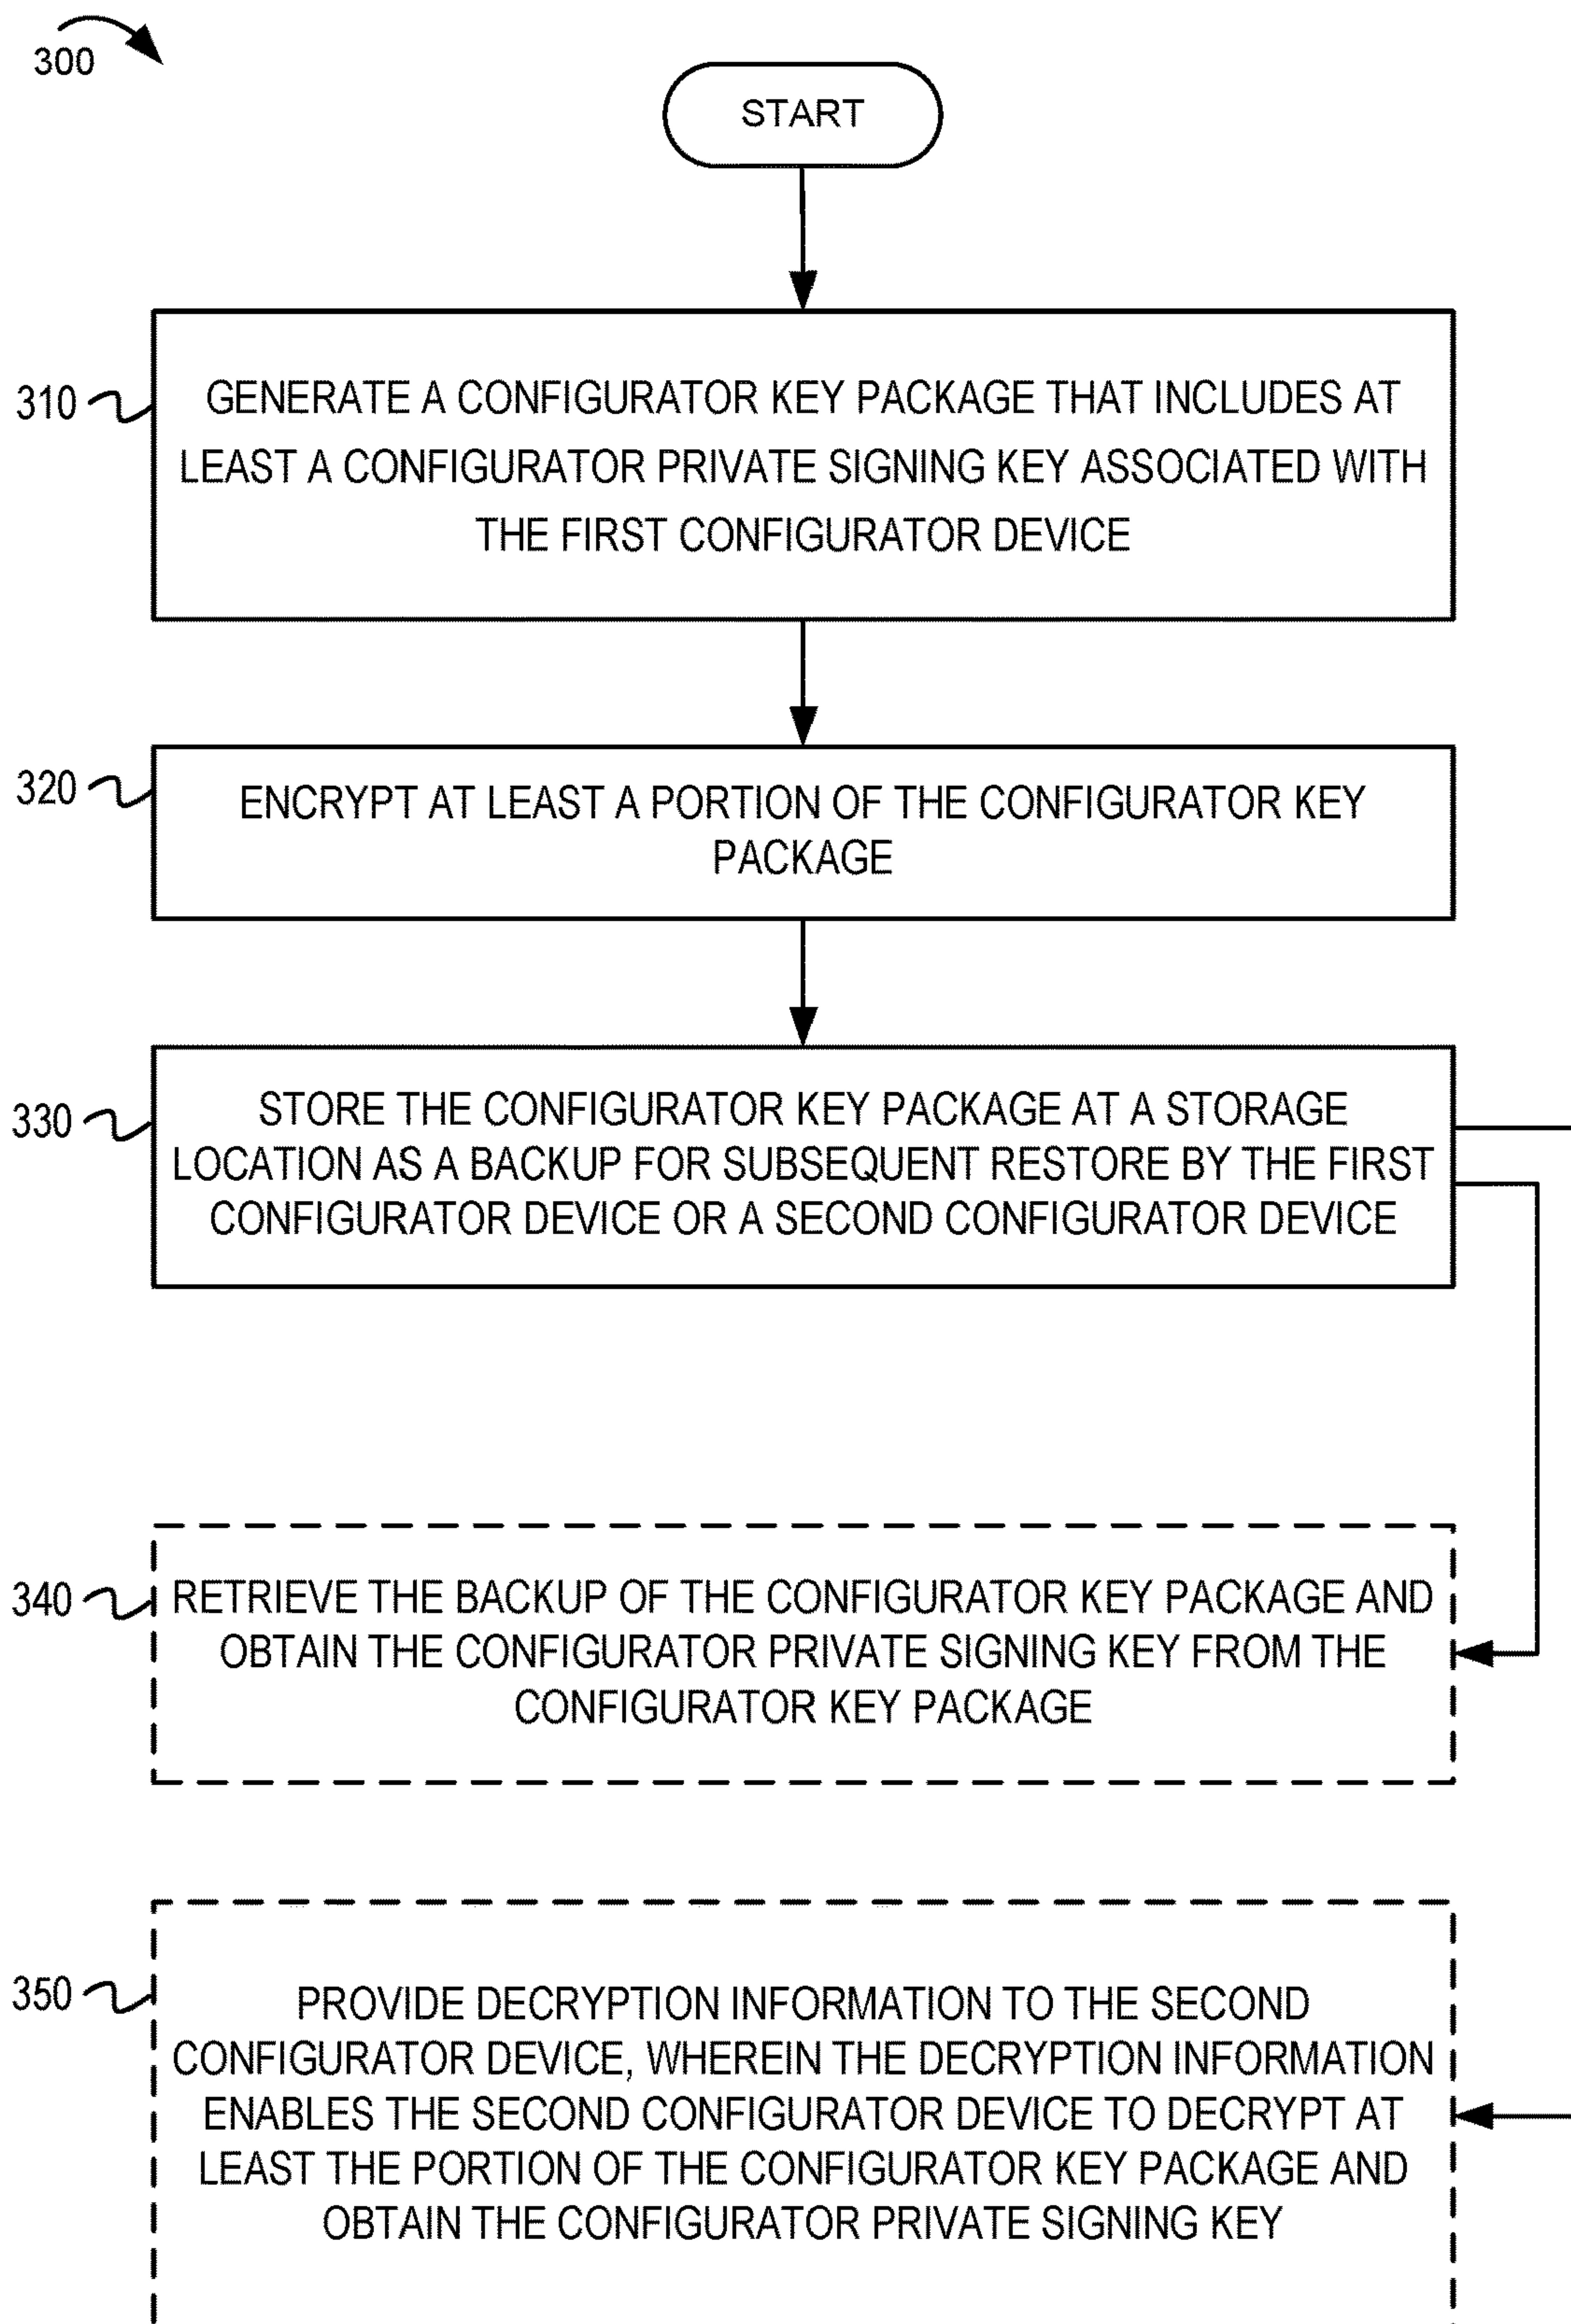 300
START
310
GENERATE A CONFIGURATOR KEY PACKAGE THAT INCLUDES AT
LEAST A CONFIGURATOR PRIVATE SIGNING KEY ASSOCIATED WITH
THE FIRST CONFIGURATOR DEVICE
320
ENCRYPT AT LEAST A PORTION OF THE CONFIGURATOR KEY
PACKAGE
330
STORE THE CONFIGURATOR KEY PACKAGE AT A STORAGE
LOCATION AS A BACKUP FOR SUBSEQUENT RESTORE BY THE FIRST
CONFIGURATOR DEVICE OR A SECOND CONFIGURATOR DEVICE
340
RETRIEVE THE BACKUP OF THE CONFIGURATOR KEY PACKAGE AND
OBTAIN THE CONFIGURATOR PRIVATE SIGNING KEY FROM THE
CONFIGURATOR KEY PACKAGE
350
PROVIDE DECRYPTION INFORMATION TO THE SECOND
CONFIGURATOR DEVICE, WHEREIN THE DECRYPTION INFORMATION
ENABLES THE SECOND CONFIGURATOR DEVICE TO DECRYPT AT
LEAST THE PORTION OF THE CONFIGURATOR KEY PACKAGE AND
OBTAIN THE CONFIGURATOR PRIVATE SIGNING KEY